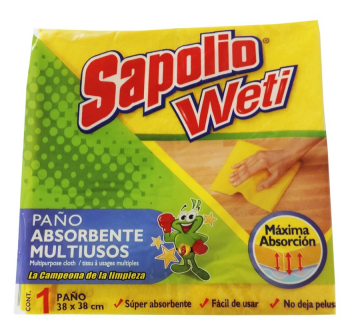 Sapolio®
Weti
PAÑO
ABSORBENTE
MULTIUSOS
Multipurpose cloth / tissu à usages multiples
La Campeona de la limpieza
Máxima
Absorción
CONT. 1 PAÑO
38 x 38 cm
✓ Súper absorbente ✓ Fácil de usar ✓ No deja pelus